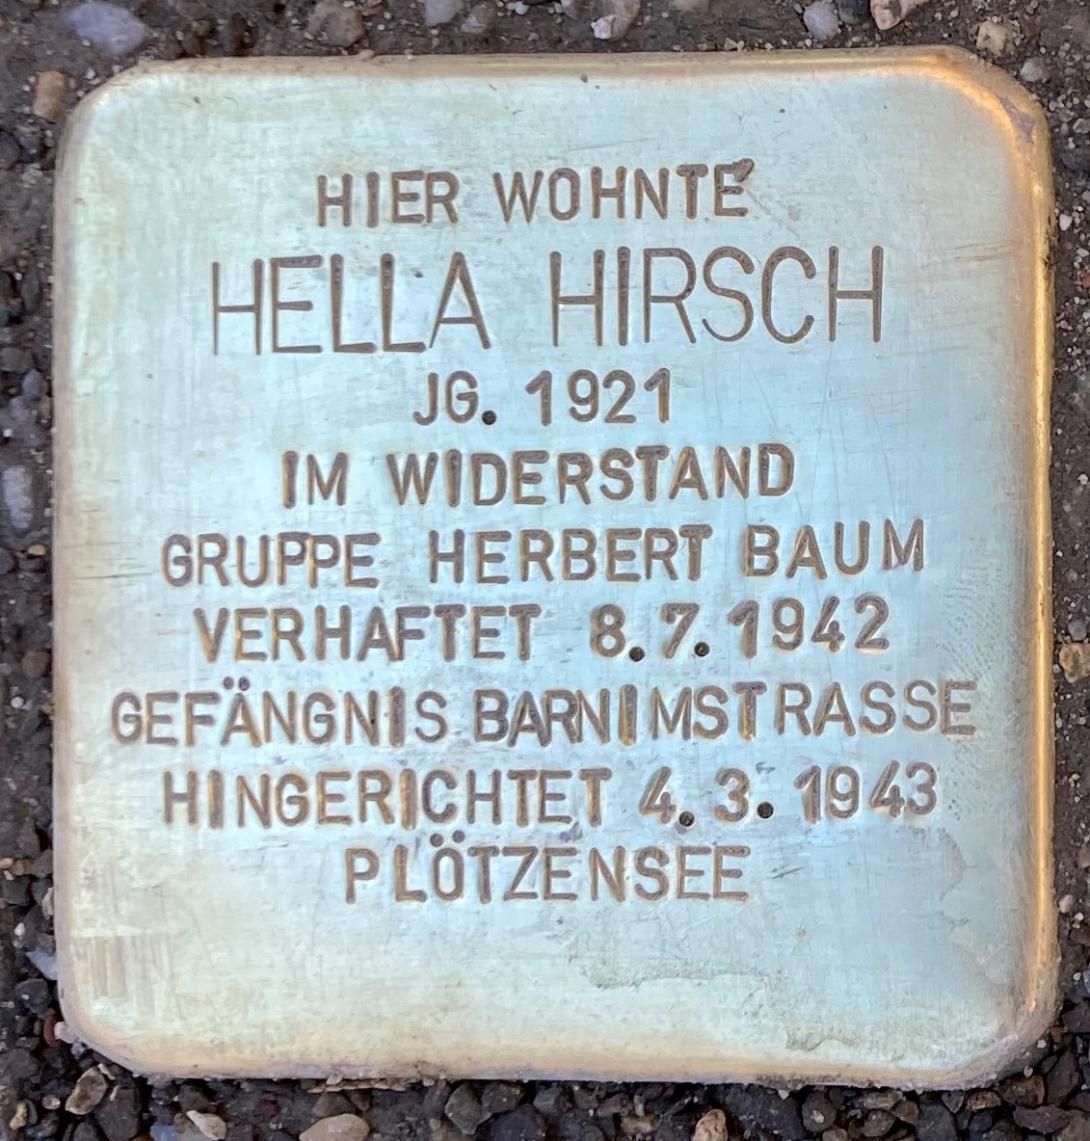 HIER WOHNTE
HELLA HIRSCH
JG. 1921
IM WIDERSTAND
GRUPPE HERBERT BAUM
VERHAFTET 8.7.1942
GEFÄNGNIS BARNIMSTRASSE
HINGERICHTET 4.3.1943
PLÖTZENSEE